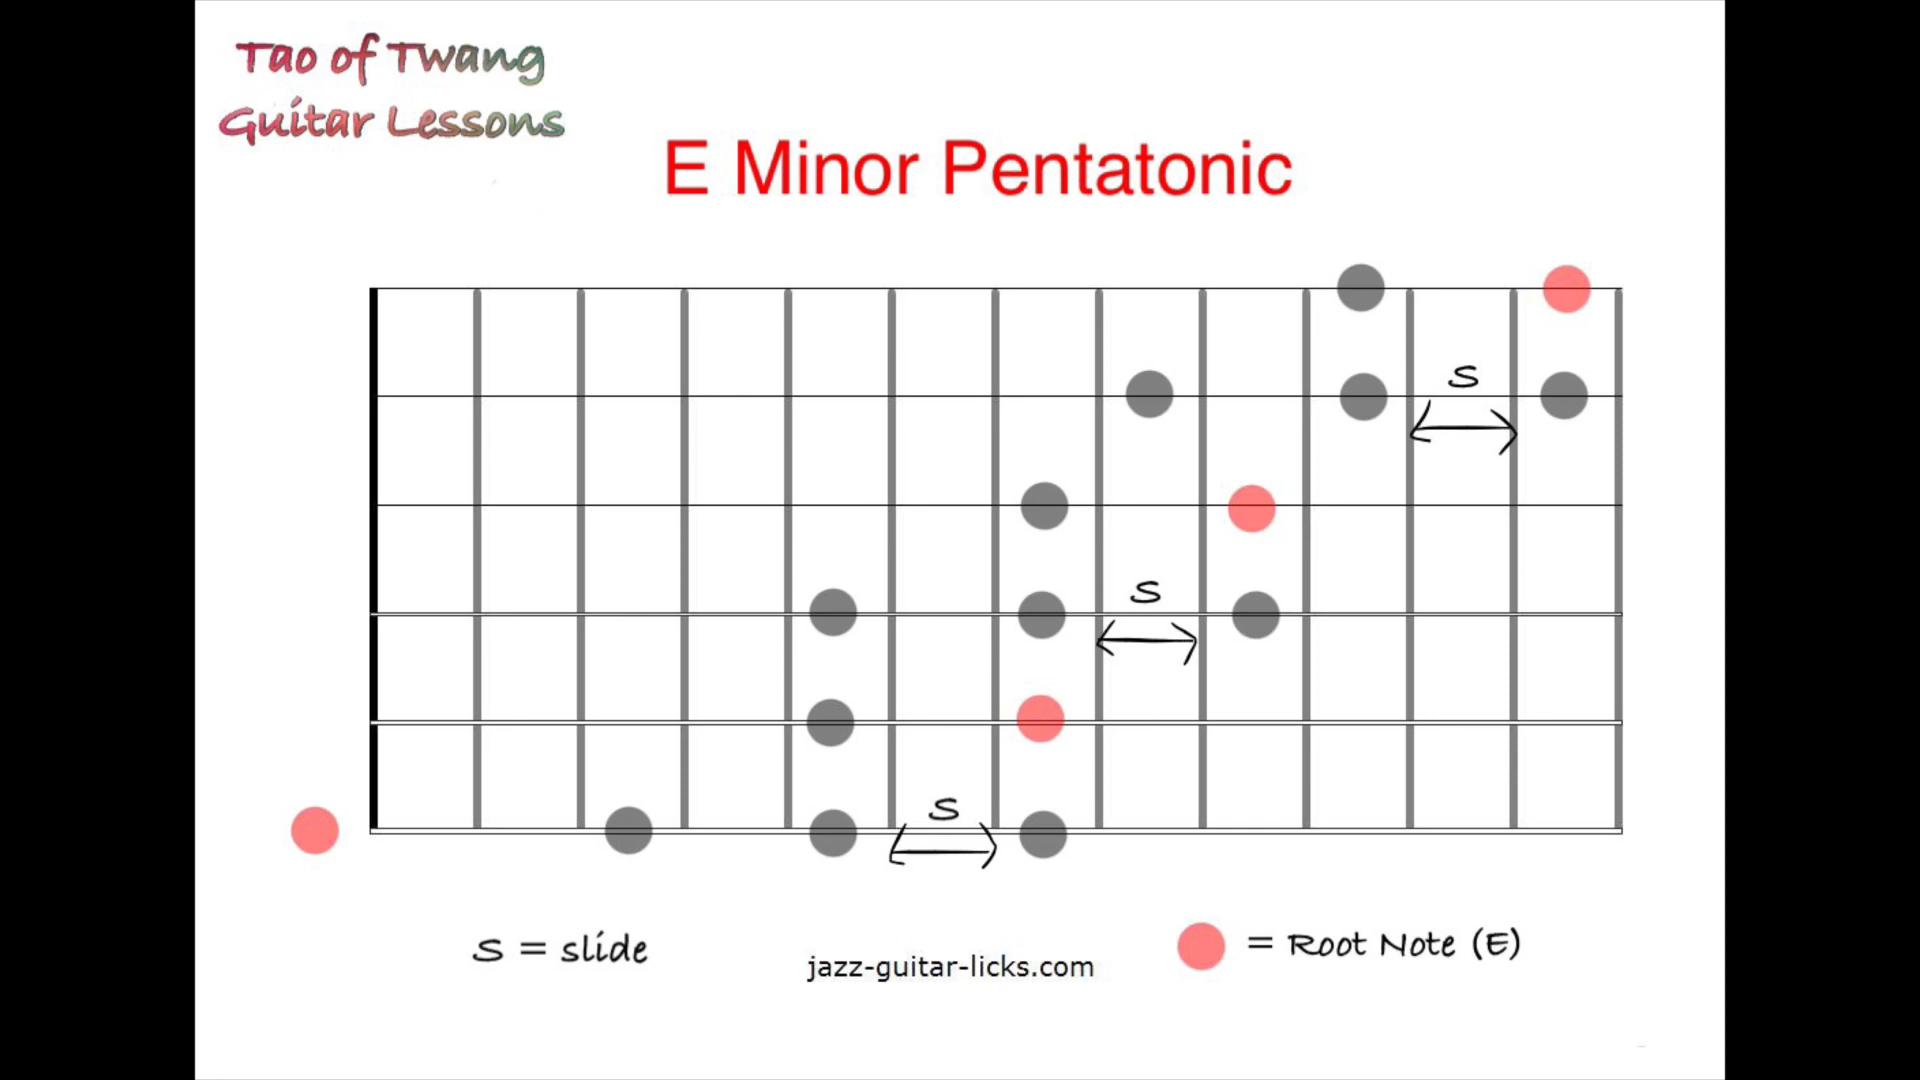 Tao of Twang
Guitar Lessons
E Minor Pentatonic
S
S
S
S = slide
jazz-guitar-licks.com
= Root Note (E)